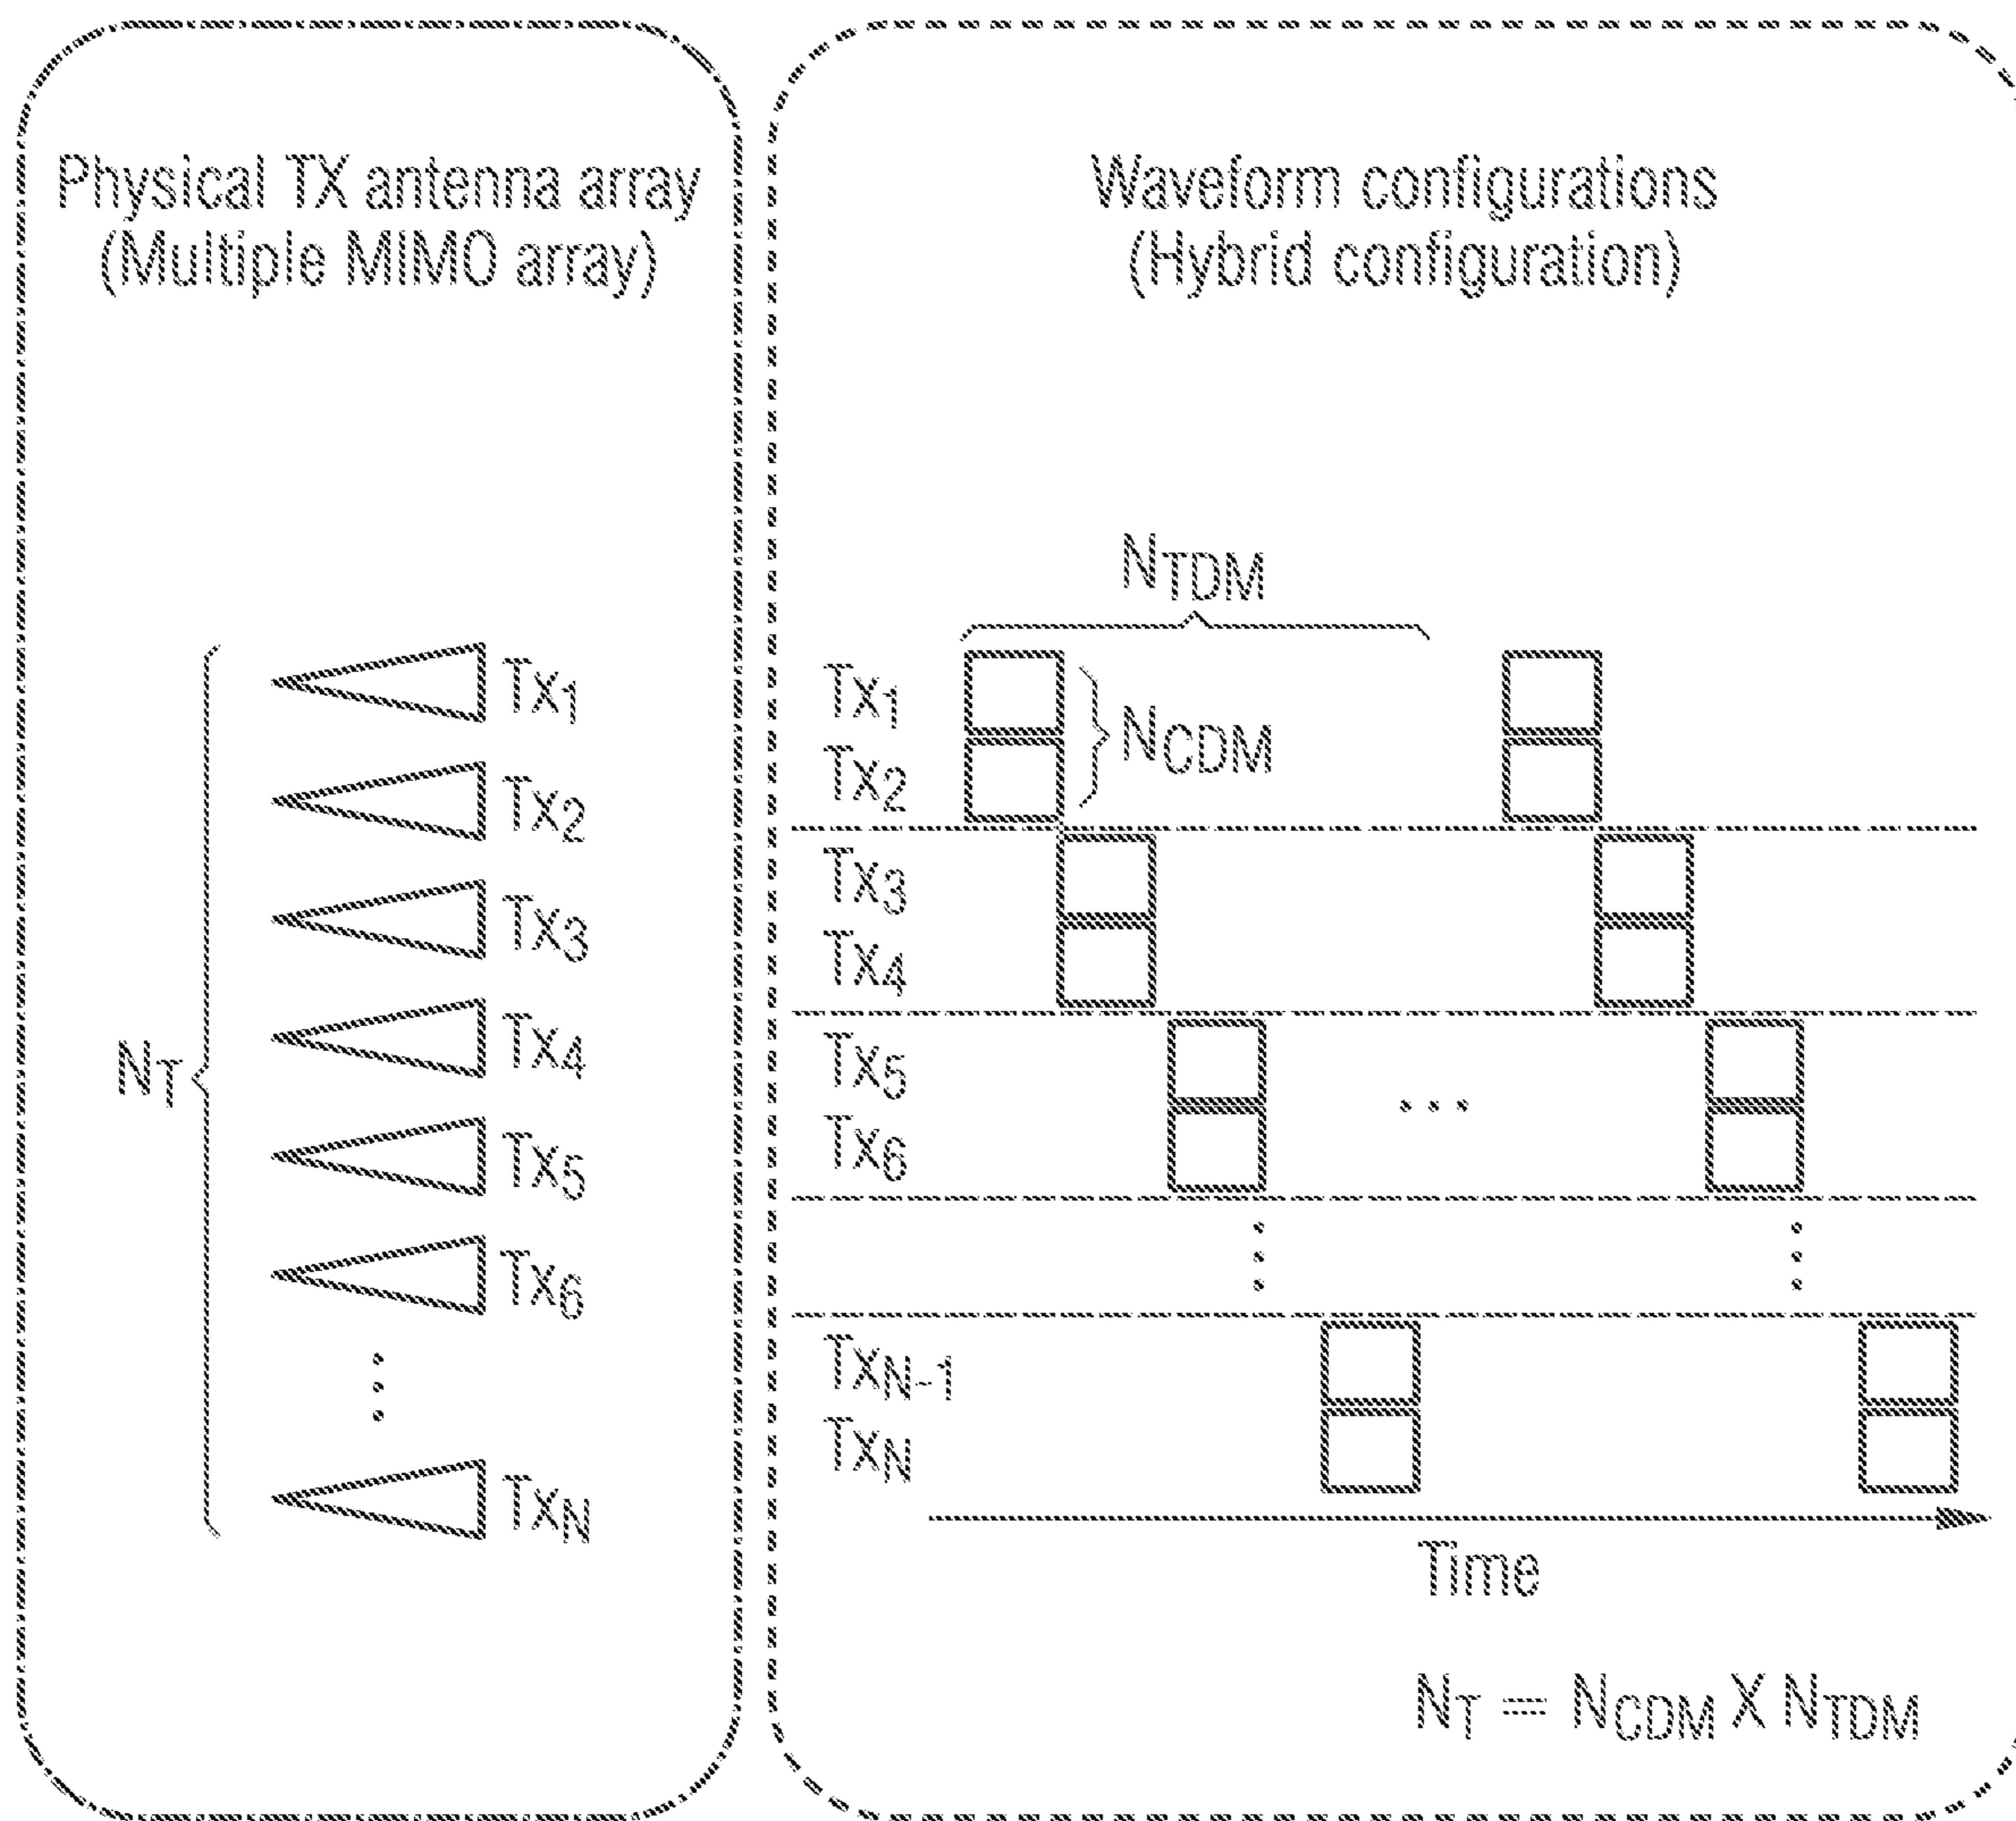 Physical TX antenna array
(Multiple MIMO array)
NT
Tx1
Tx2
Tx3
Tx4
Tx5
Tx6
⋮
TxN
Waveform configurations
(Hybrid configuration)
NTDM
Tx1
NCDM
Tx2
Tx3
Tx4
Tx5
...
Tx6
⋮ ⋮
TxN-1
TxN
Time
NT = NCDM X NTDM